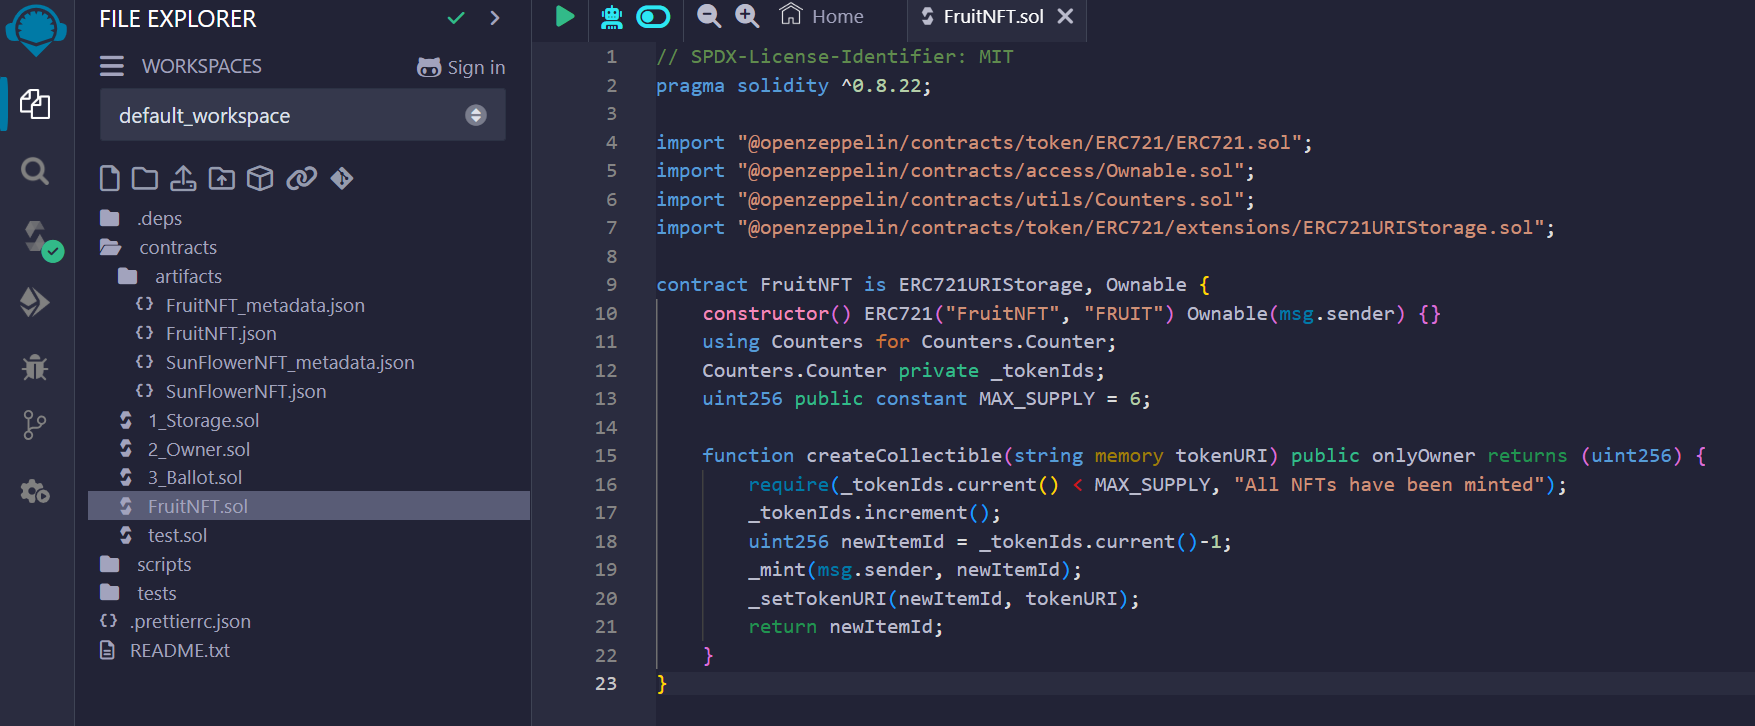 FILE EXPLORER
WORKSPACES
Sign in
default_workspace
.deps
contracts
artifacts
{} FruitNFT_metadata.json
{} FruitNFT.json
{} SunFlowerNFT_metadata.json
{} SunFlowerNFT.json
1_Storage.sol
2_Owner.sol
3_Ballot.sol
FruitNFT.sol
test.sol
scripts
tests
{} .prettierrc.json
README.txt
Home
FruitNFT.sol
1 // SPDX-License-Identifier: MIT
2 pragma solidity ^0.8.22;
3
4 import "@openzeppelin/contracts/token/ERC721/ERC721.sol";
5 import "@openzeppelin/contracts/access/Ownable.sol";
6 import "@openzeppelin/contracts/utils/Counters.sol";
7 import "@openzeppelin/contracts/token/ERC721/extensions/ERC721URIStorage.sol";
8
9 contract FruitNFT is ERC721URIStorage, Ownable {
10     constructor() ERC721("FruitNFT", "FRUIT") Ownable(msg.sender) {}
11     using Counters for Counters.Counter;
12     Counters.Counter private _tokenIds;
13     uint256 public constant MAX_SUPPLY = 6;
14
15     function createCollectible(string memory tokenURI) public onlyOwner returns (uint256) {
16         require(_tokenIds.current() < MAX_SUPPLY, "All NFTs have been minted");
17         _tokenIds.increment();
18         uint256 newItemId = _tokenIds.current()-1;
19         _mint(msg.sender, newItemId);
20         _setTokenURI(newItemId, tokenURI);
21         return newItemId;
22     }
23 }